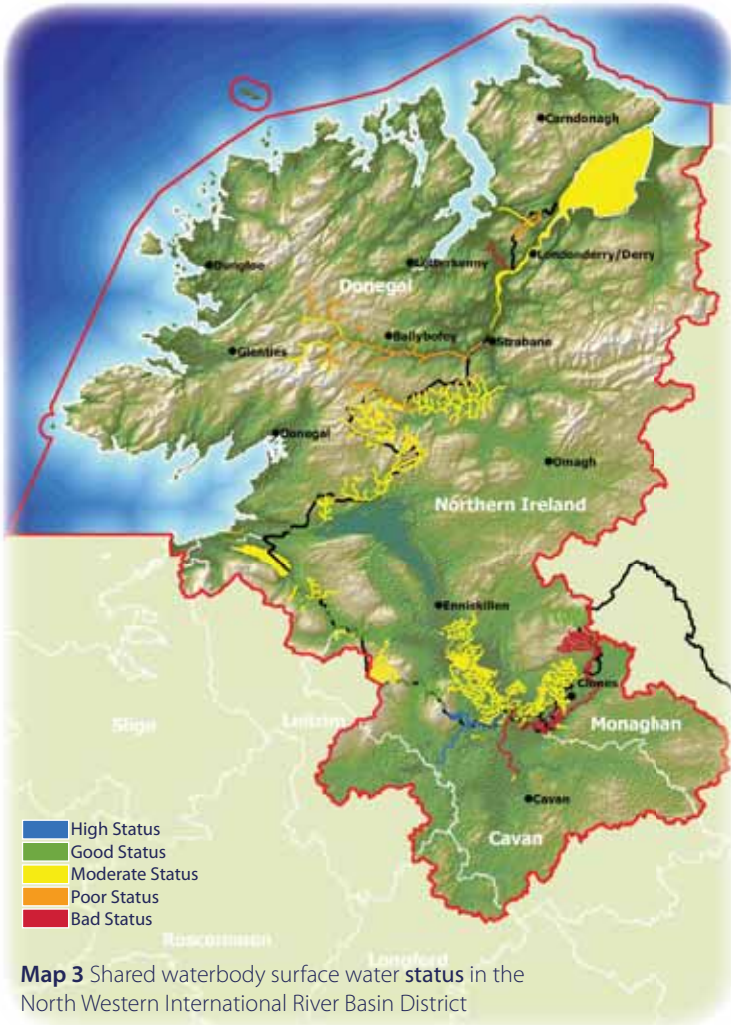 Carndonagh
Londonderry/Derry
Letterkenny
Dungloe
Donegal
Ballybofey
Strabane
Glenties
Donegal
Omagh
Northern Ireland
Enniskillen
Clones
Sligo
Leitrim
Monaghan
Cavan
Cavan
High Status
Good Status
Moderate Status
Poor Status
Bad Status
Roscommon
Longford
Map 3 Shared waterbody surface water status in the
North Western International River Basin District